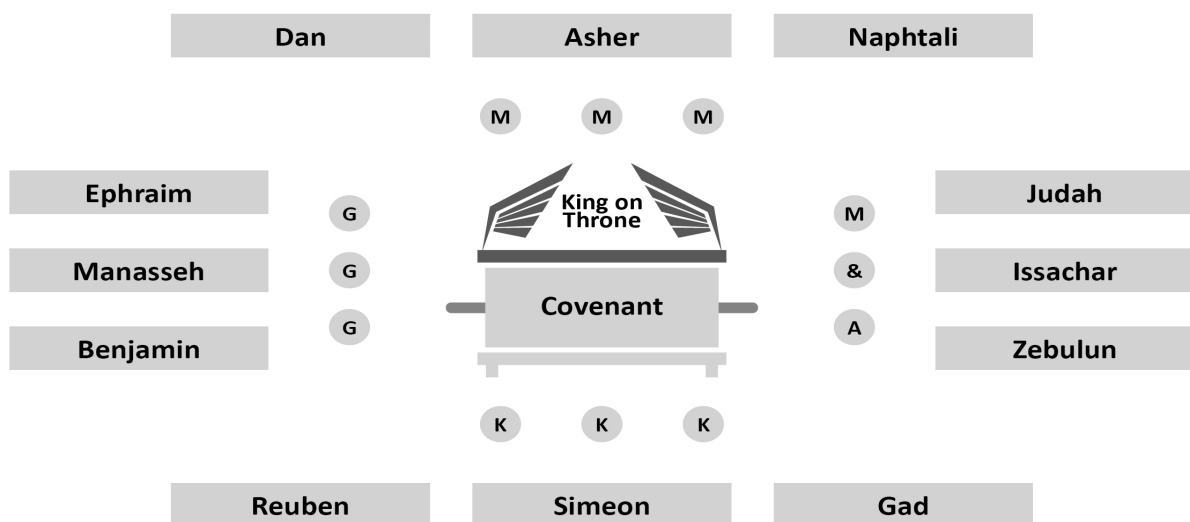 Dan Asher Naphtali
M M M
Ephraim
Manasseh
Benjamin
G
G
G
King on
Throne
Covenant
M
&
A
Judah
Issachar
Zebulun
K K K
Reuben Simeon Gad